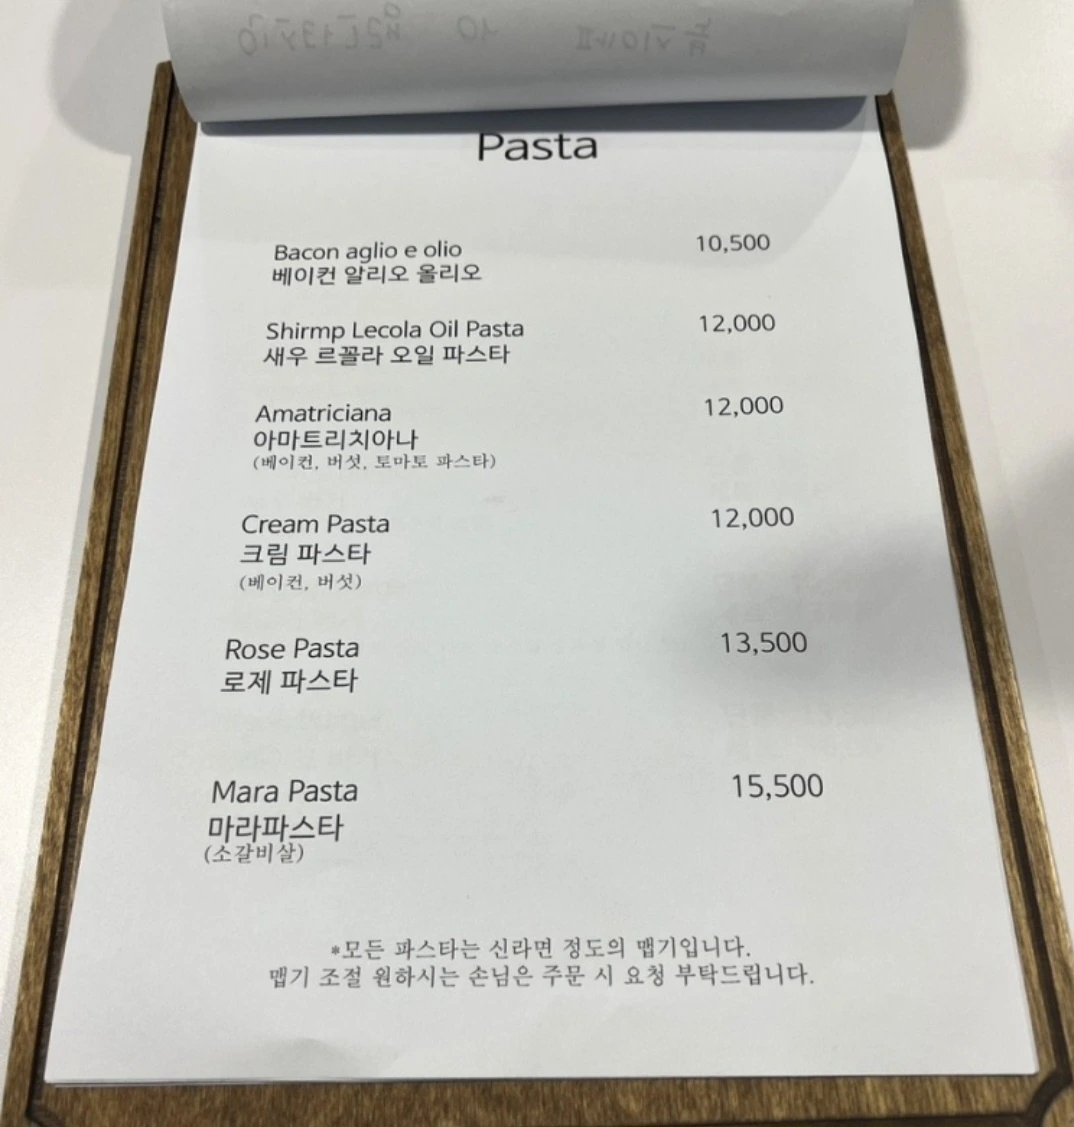 Pasta
Bacon aglio e olio 10,500
베이컨 알리오 올리오
Shirmp Lecola Oil Pasta 12,000
새우 르꼴라 오일 파스타
Amatriciana 12,000
아마트리치아나
(베이컨, 버섯, 토마토 파스타)
Cream Pasta 12,000
크림 파스타
(베이컨, 버섯)
Rose Pasta 13,500
로제 파스타
Mara Pasta 15,500
마라파스타
(소갈비살)
*모든 파스타는 신라면 정도의 맵기입니다.
맵기 조절 원하시는 손님은 주문 시 요청 부탁드립니다.